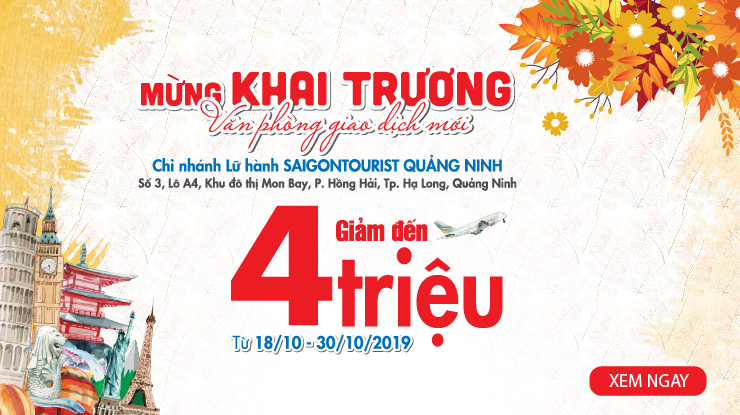 MỪNG KHAI TRƯƠNG
Văn phòng giao dịch mới
Chi nhánh Lữ hành SAIGONTOURIST QUẢNG NINH
Số 3, Lô A4, Khu đô thị Mon Bay, P. Hồng Hải, Tp. Hạ Long, Quảng Ninh
Giảm đến
4 triệu
Từ 18/10 - 30/10/2019
XEM NGAY